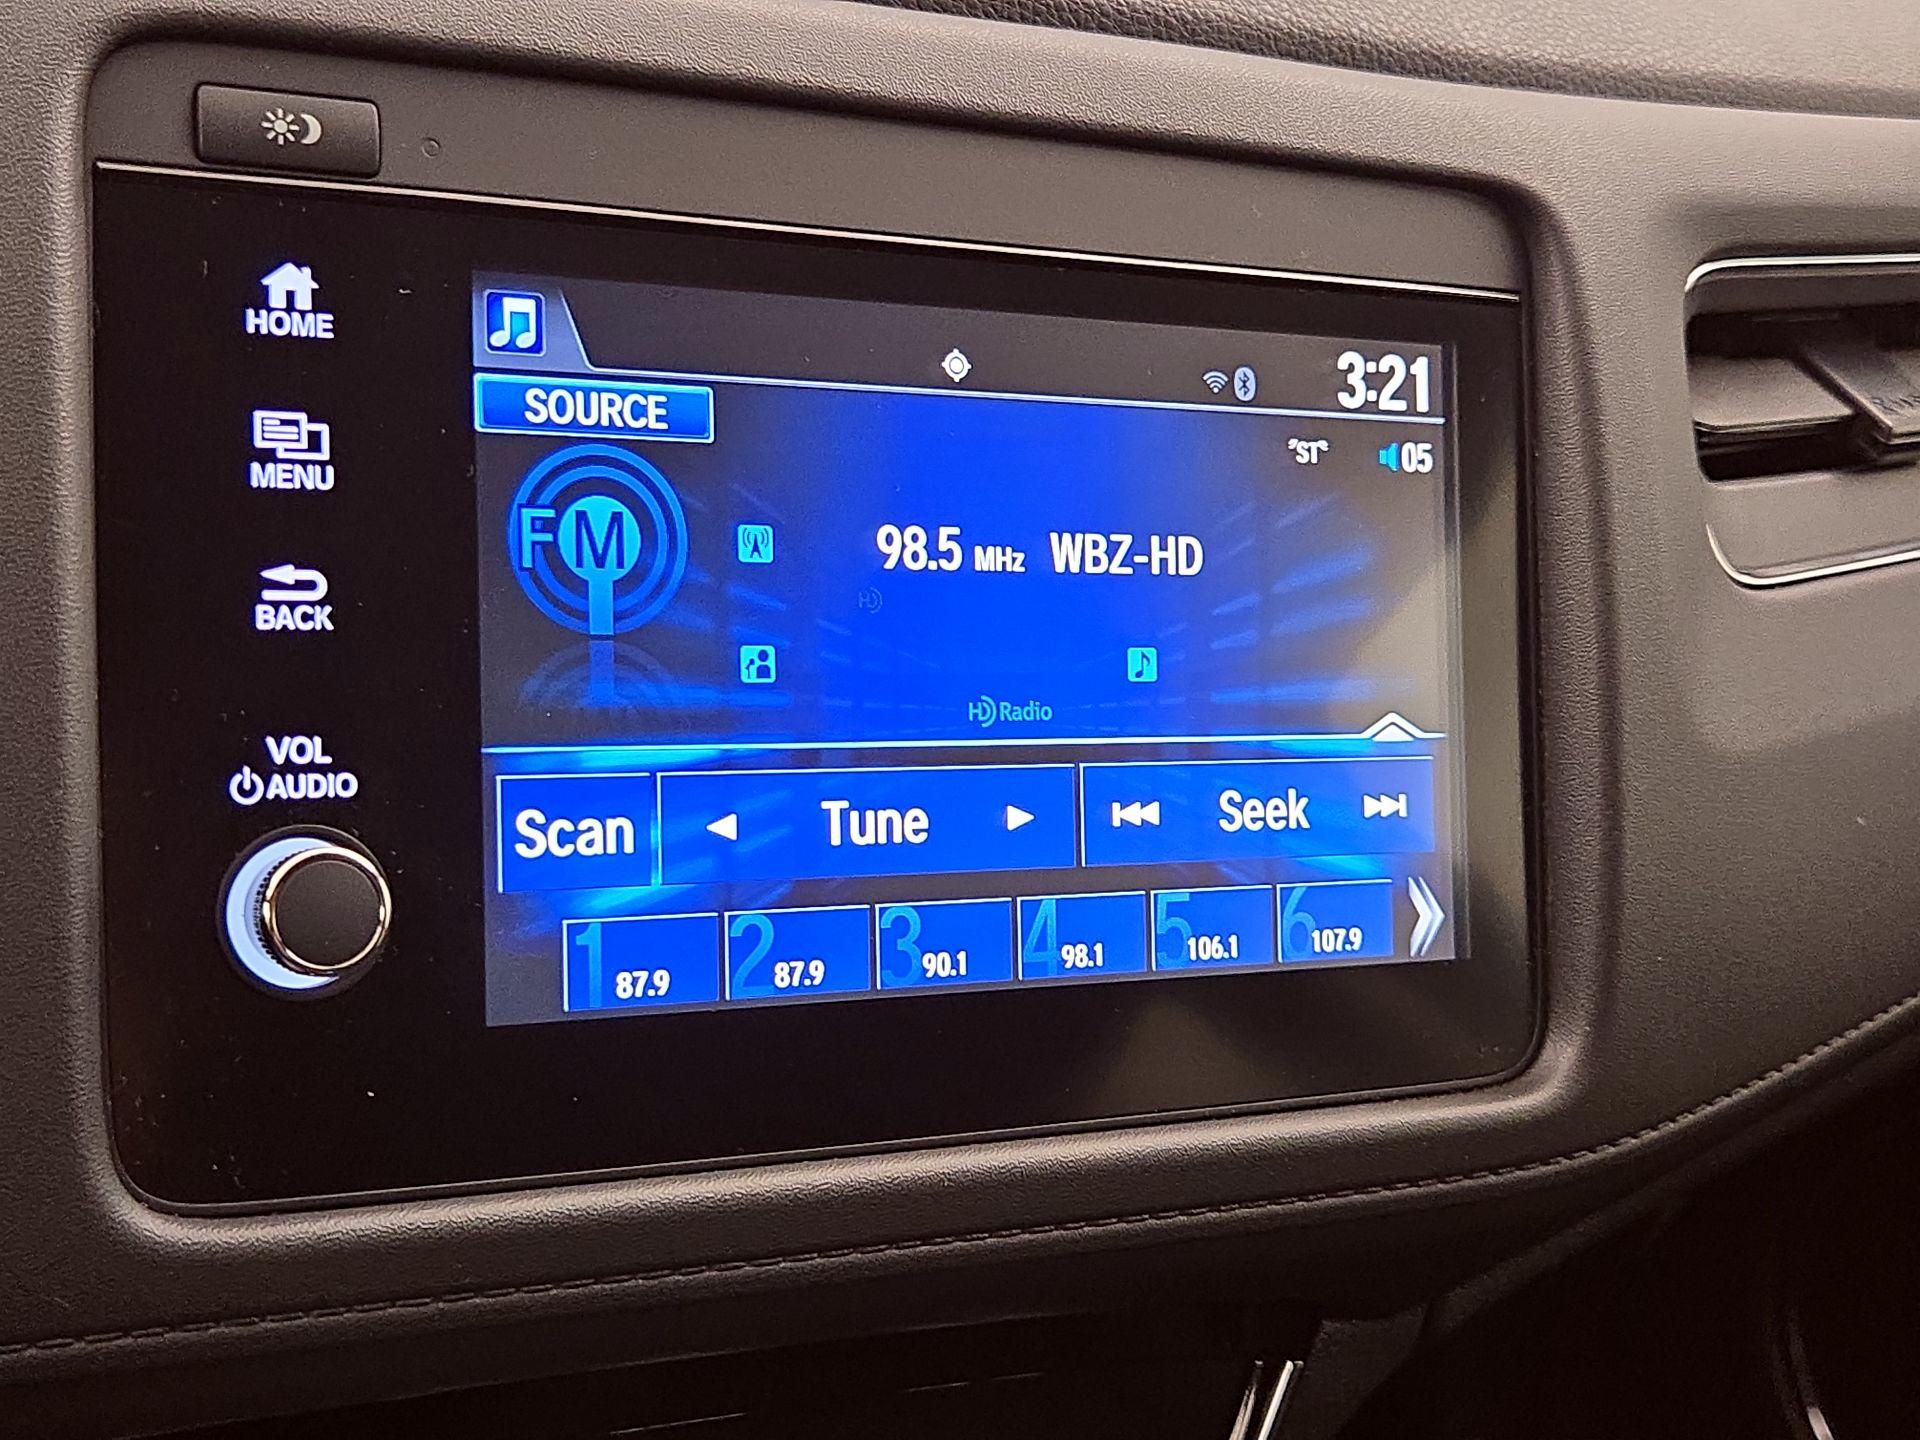 HOME
MENU
BACK
VOL
AUDIO
3:21
SOURCE
"ST"
05
FM
98.5 MHz WBZ-HD
HD
HD Radio
Scan
Tune
Seek
1 87.9
2 87.9
3 90.1
4 98.1
5 106.1
6 107.9